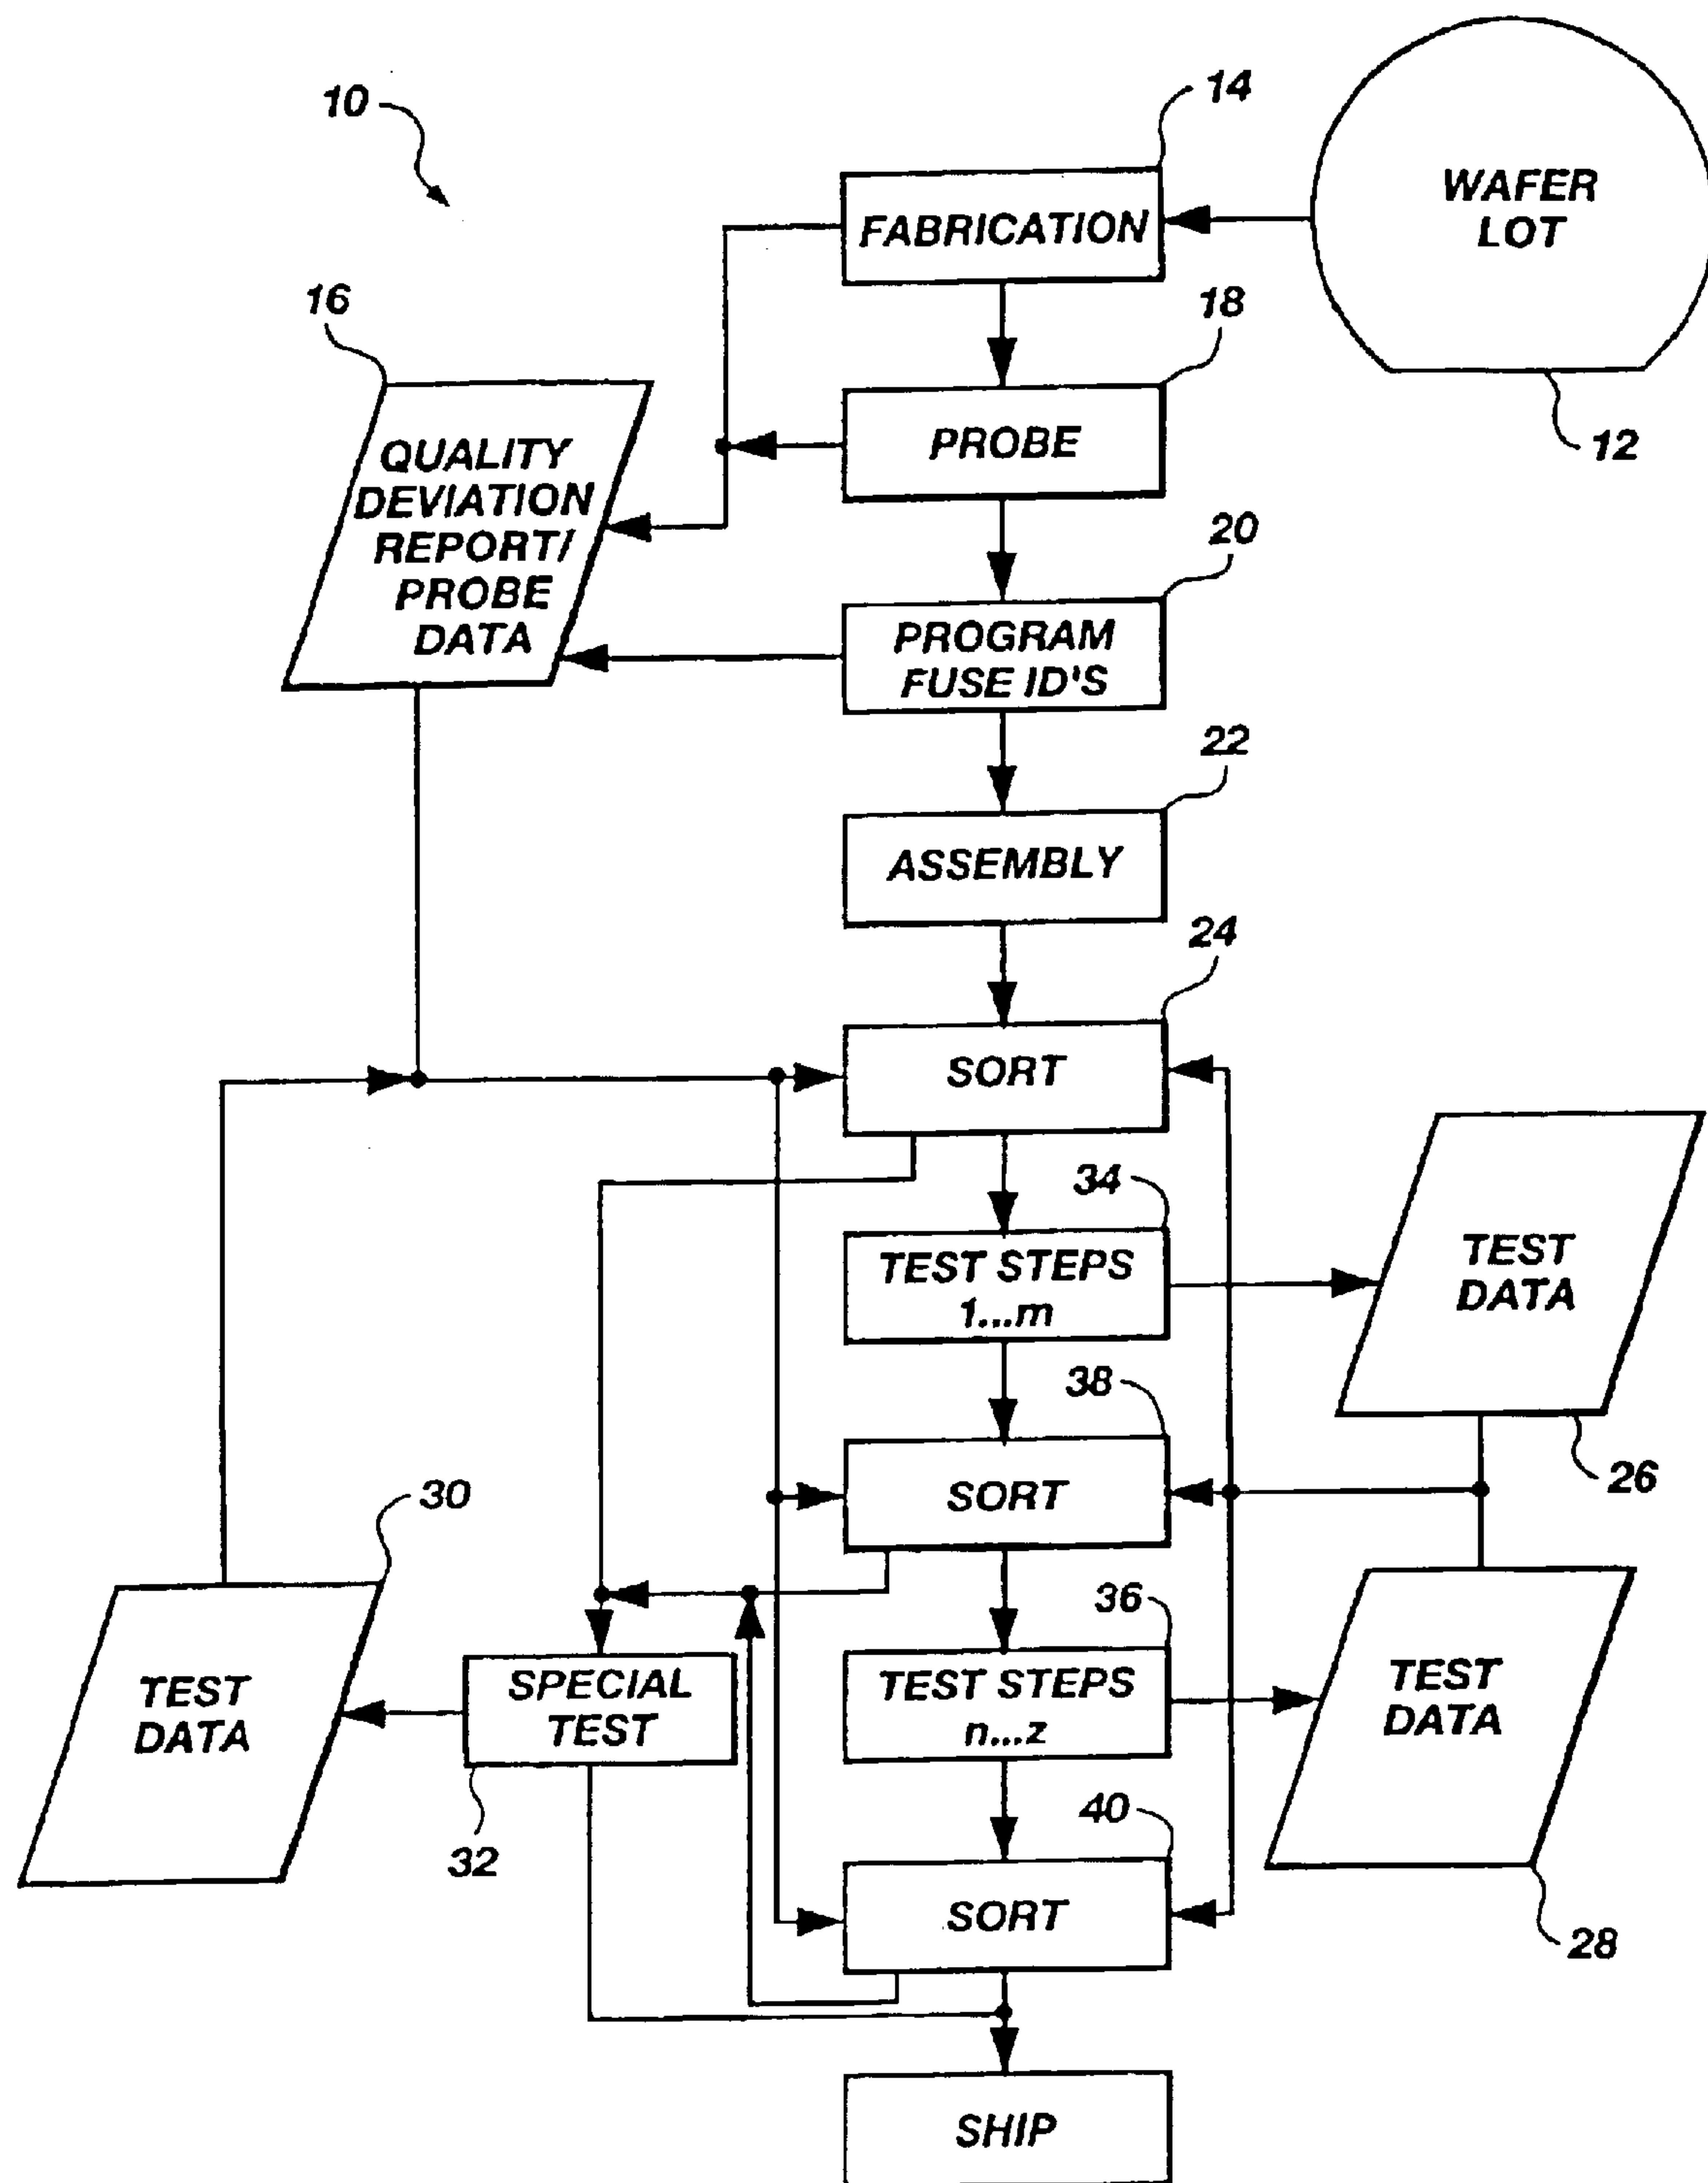 10
14
WAFER
LOT
FABRICATION
12
16
18
QUALITY
DEVIATION
REPORT/
PROBE
DATA
PROBE
20
PROGRAM
FUSE ID'S
22
ASSEMBLY
24
SORT
34
TEST STEPS
1...m
TEST
DATA
26
38
SORT
30
TEST
DATA
SPECIAL
TEST
32
36
TEST STEPS
n...z
TEST
DATA
28
40
SORT
SHIP